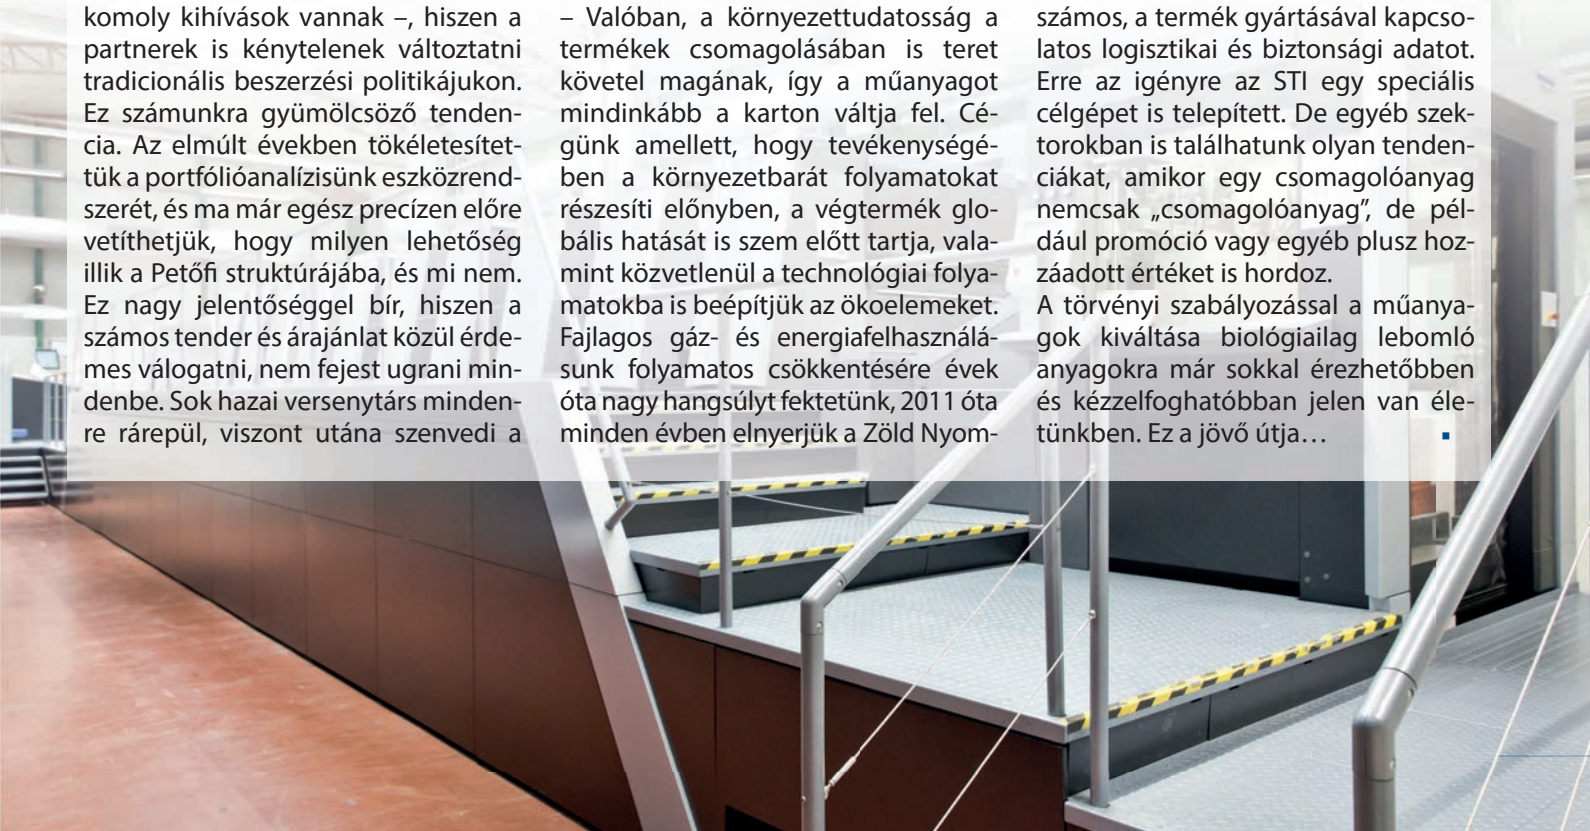 komoly kihívások vannak –, hiszen a
partnerek is kénytelenek változtatni
tradicionális beszerzési politikájukon.
Ez számunkra gyümölcsöző tenden-
cia. Az elmúlt években tökéletesítet-
tük a portfólióanalízisünk eszközrend-
szerét, és ma már egész precízen előre
vetíthetjük, hogy milyen lehetőség
illik a Petőfi struktúrájába, és mi nem.
Ez nagy jelentőséggel bír, hiszen a
számos tender és árajánlat közül érde-
mes válogatni, nem fejest ugrani min-
denbe. Sok hazai versenytárs minden-
re rárepül, viszont utána szenvedi a
– Valóban, a környezettudatosság a
termékek csomagolásában is teret
követel magának, így a műanyagot
mindinkább a karton váltja fel. Cé-
günk amellett, hogy tevékenységé-
ben a környezetbarát folyamatokat
részesíti előnyben, a végtermék glo-
bális hatását is szem előtt tartja, vala-
mint közvetlenül a technológiai folya-
matokba is beépítjük az ökoelemeket.
Fajlagos gáz- és energiafelhasználá-
sunk folyamatos csökkentésére évek
óta nagy hangsúlyt fektetünk, 2011 óta
minden évben elnyerjük a Zöld Nyom-
számos, a termék gyártásával kapcso-
latos logisztikai és biztonsági adatot.
Erre az igényre az STI egy speciális
célgépet is telepített. De egyéb szek-
torokban is találhatunk olyan tenden-
ciákat, amikor egy csomagolóanyag
nemcsak „csomagolóanyag”, de pél-
dául promóció vagy egyéb plusz hoz-
záadott értéket is hordoz.
A törvényi szabályozással a műanya-
gok kiváltása biológiailag lebomló
anyagokra már sokkal érezhetőbben
és kézzelfoghatóbban jelen van éle-
tünkben. Ez a jövő útja…